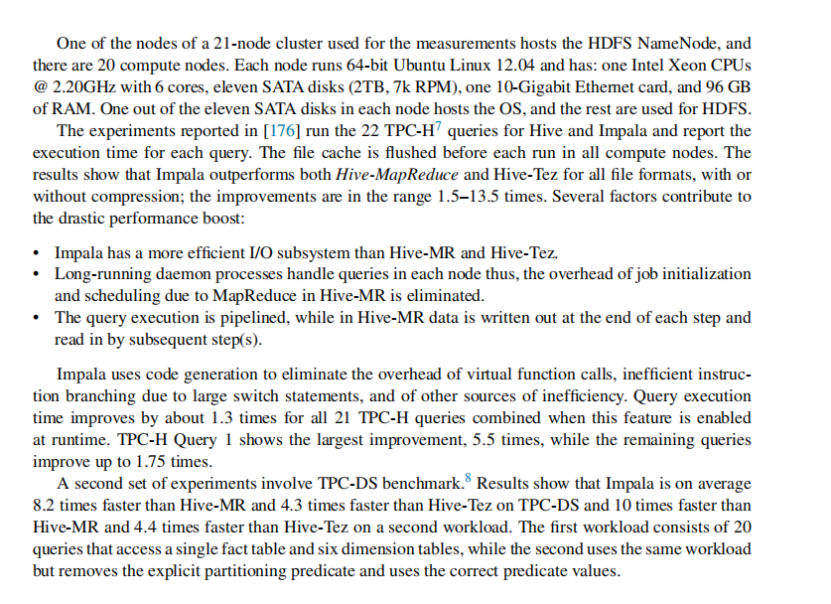 One of the nodes of a 21-node cluster used for the measurements hosts the HDFS NameNode, and
there are 20 compute nodes. Each node runs 64-bit Ubuntu Linux 12.04 and has: one Intel Xeon CPUs
@ 2.20GHz with 6 cores, eleven SATA disks (2TB, 7k RPM), one 10-Gigabit Ethernet card, and 96 GB
of RAM. One out of the eleven SATA disks in each node hosts the OS, and the rest are used for HDFS.
The experiments reported in [176] run the 22 TPC-H⁷ queries for Hive and Impala and report the
execution time for each query. The file cache is flushed before each run in all compute nodes. The
results show that Impala outperforms both Hive-MapReduce and Hive-Tez for all file formats, with or
without compression; the improvements are in the range 1.5–13.5 times. Several factors contribute to
the drastic performance boost:
• Impala has a more efficient I/O subsystem than Hive-MR and Hive-Tez.
• Long-running daemon processes handle queries in each node thus, the overhead of job initialization
and scheduling due to MapReduce in Hive-MR is eliminated.
• The query execution is pipelined, while in Hive-MR data is written out at the end of each step and
read in by subsequent step(s).
Impala uses code generation to eliminate the overhead of virtual function calls, inefficient instruc-
tion branching due to large switch statements, and of other sources of inefficiency. Query execution
time improves by about 1.3 times for all 21 TPC-H queries combined when this feature is enabled
at runtime. TPC-H Query 1 shows the largest improvement, 5.5 times, while the remaining queries
improve up to 1.75 times.
A second set of experiments involve TPC-DS benchmark.⁸ Results show that Impala is on average
8.2 times faster than Hive-MR and 4.3 times faster than Hive-Tez on TPC-DS and 10 times faster than
Hive-MR and 4.4 times faster than Hive-Tez on a second workload. The first workload consists of 20
queries that access a single fact table and six dimension tables, while the second uses the same workload
but removes the explicit partitioning predicate and uses the correct predicate values.